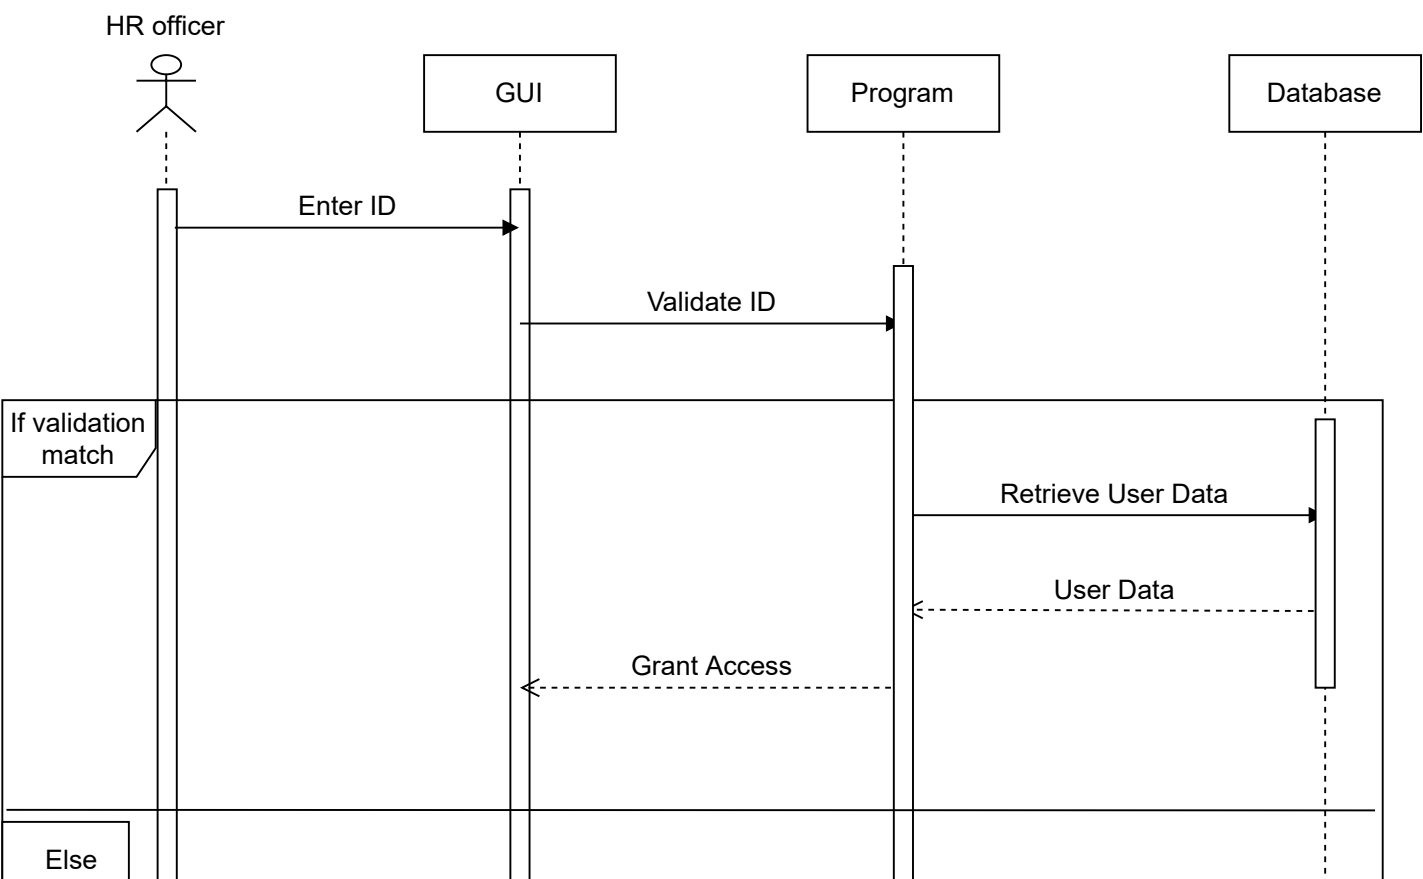 HR officer
GUI
Program
Database
Enter ID
Validate ID
If validation
match
Retrieve User Data
User Data
Grant Access
Else